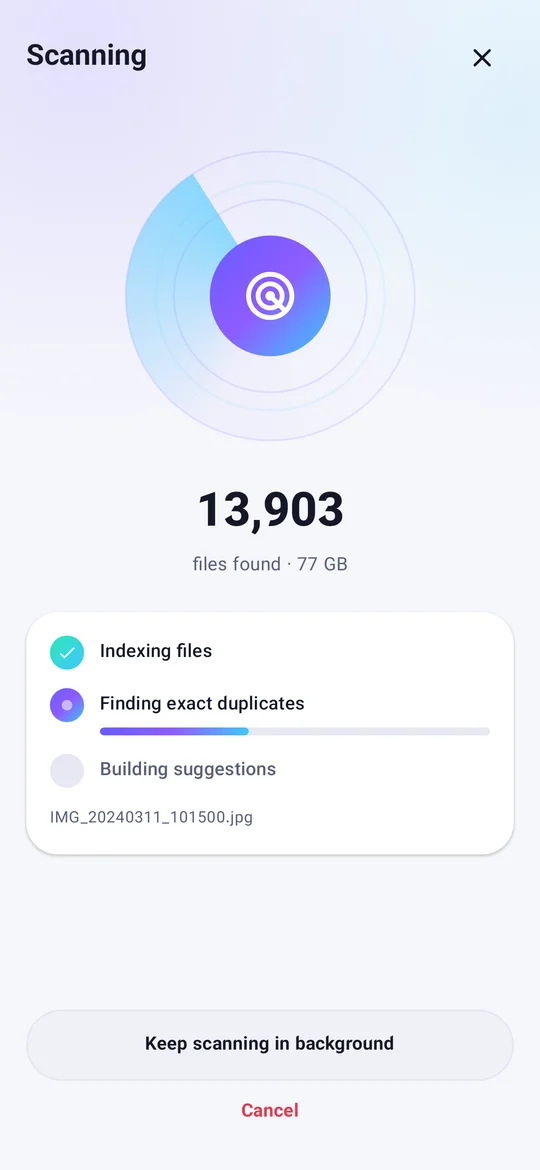 Scanning
13,903
files found · 77 GB
Indexing files
Finding exact duplicates
Building suggestions
IMG_20240311_101500.jpg
Keep scanning in background
Cancel